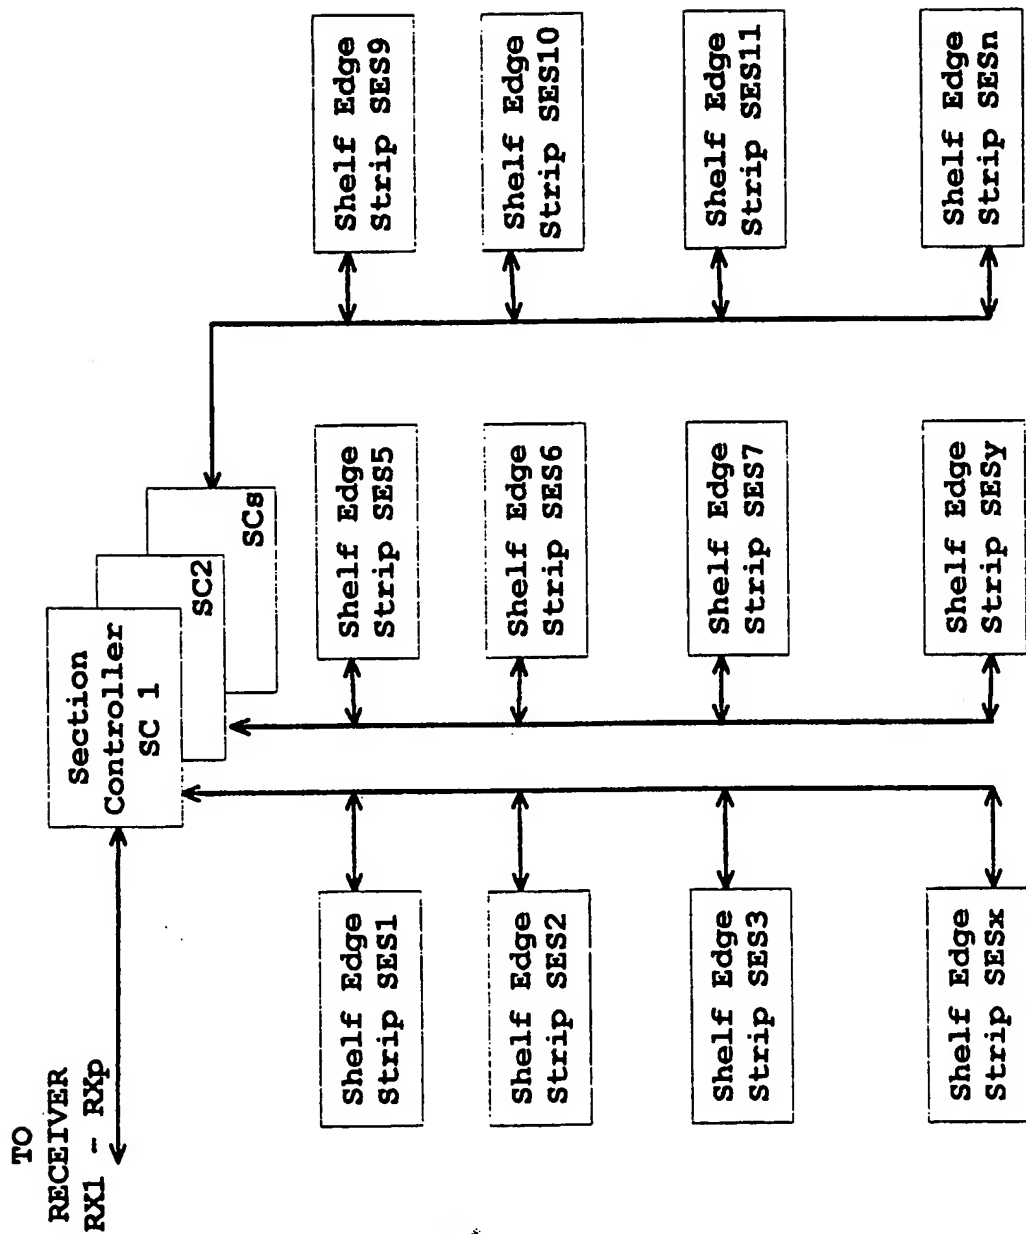 TO
RECEIVER
RX1 - RXp
Section
Controller
SC 1
SC2
SCs
Shelf Edge
Strip SES1
Shelf Edge
Strip SES2
Shelf Edge
Strip SES3
Shelf Edge
Strip SESx
Shelf Edge
Strip SES5
Shelf Edge
Strip SES6
Shelf Edge
Strip SES7
Shelf Edge
Strip SESy
Shelf Edge
Strip SES9
Shelf Edge
Strip SES10
Shelf Edge
Strip SES11
Shelf Edge
Strip SESn